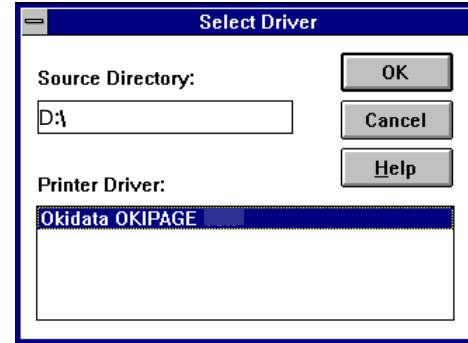 Select Driver
Source Directory:
D:\
OK
Cancel
Help
Printer Driver:
Okidata OKIPAGE